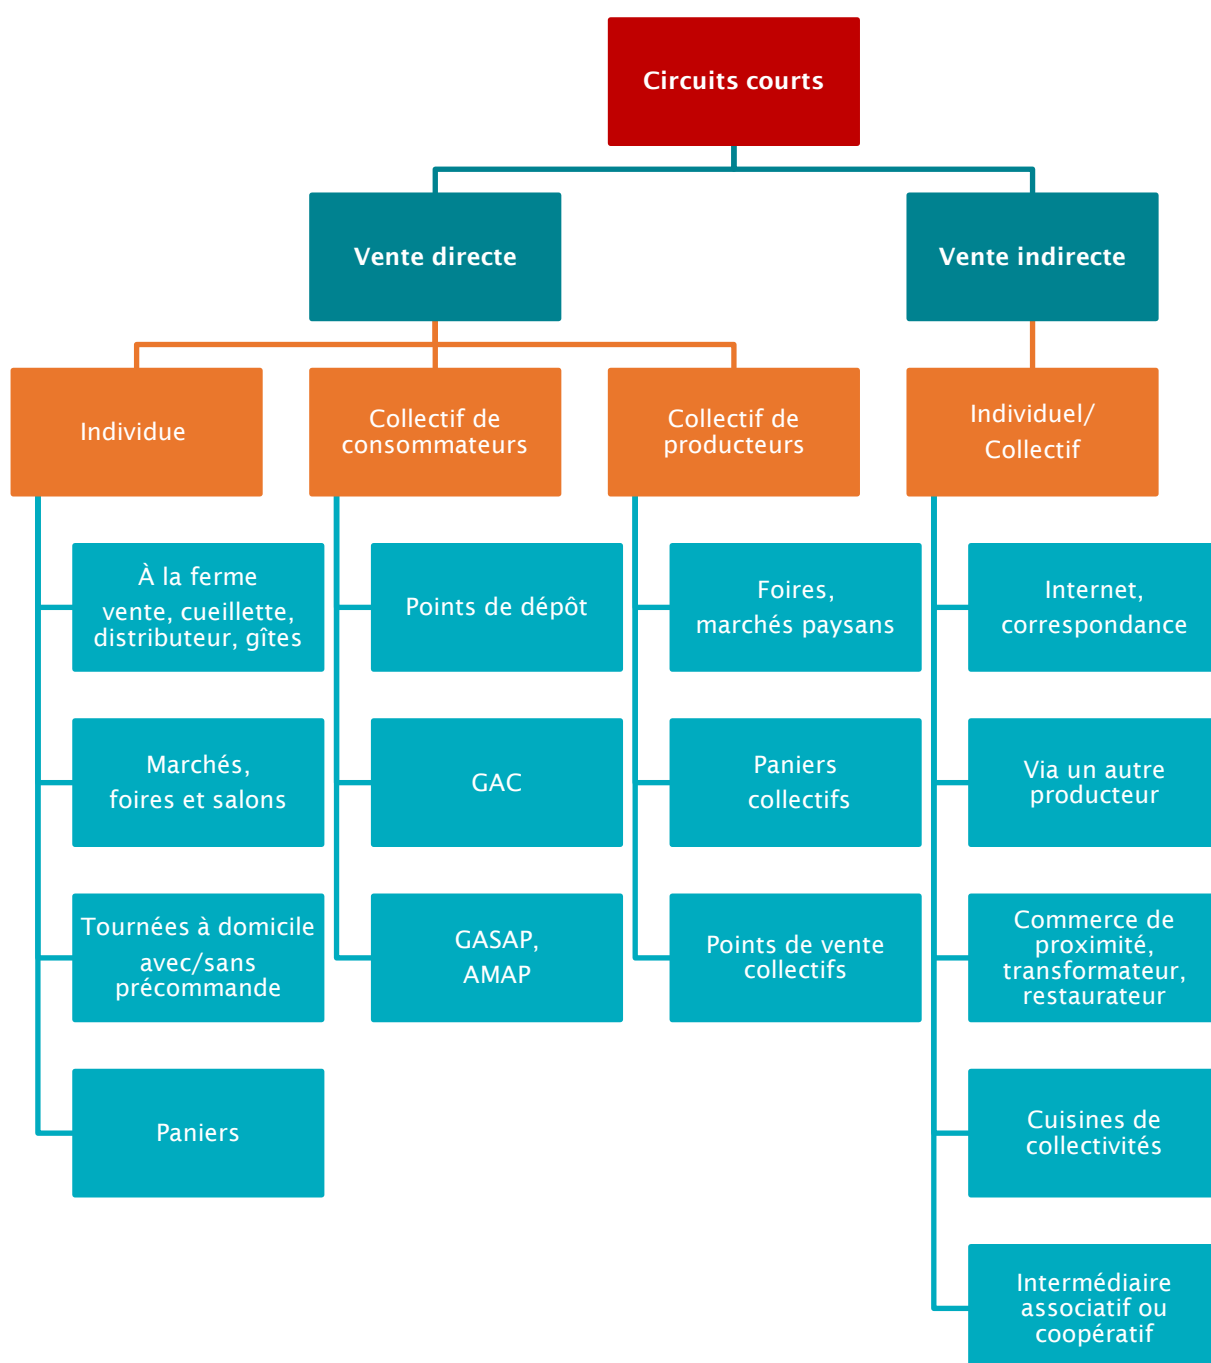 Circuits courts
Vente directe
Vente indirecte
Individue
Collectif de
consommateurs
Collectif de
producteurs
Individuel/
Collectif
À la ferme
vente, cueillette,
distributeur, gîtes
Marchés,
foires et salons
Tournées à domicile
avec/sans
précommande
Paniers
Points de dépôt
GAC
GASAP,
AMAP
Foires,
marchés paysans
Paniers
collectifs
Points de vente
collectifs
Internet,
correspondance
Via un autre
producteur
Commerce de
proximité,
transformateur,
restaurateur
Cuisines de
collectivités
Intermédiaire
associatif ou
coopératif